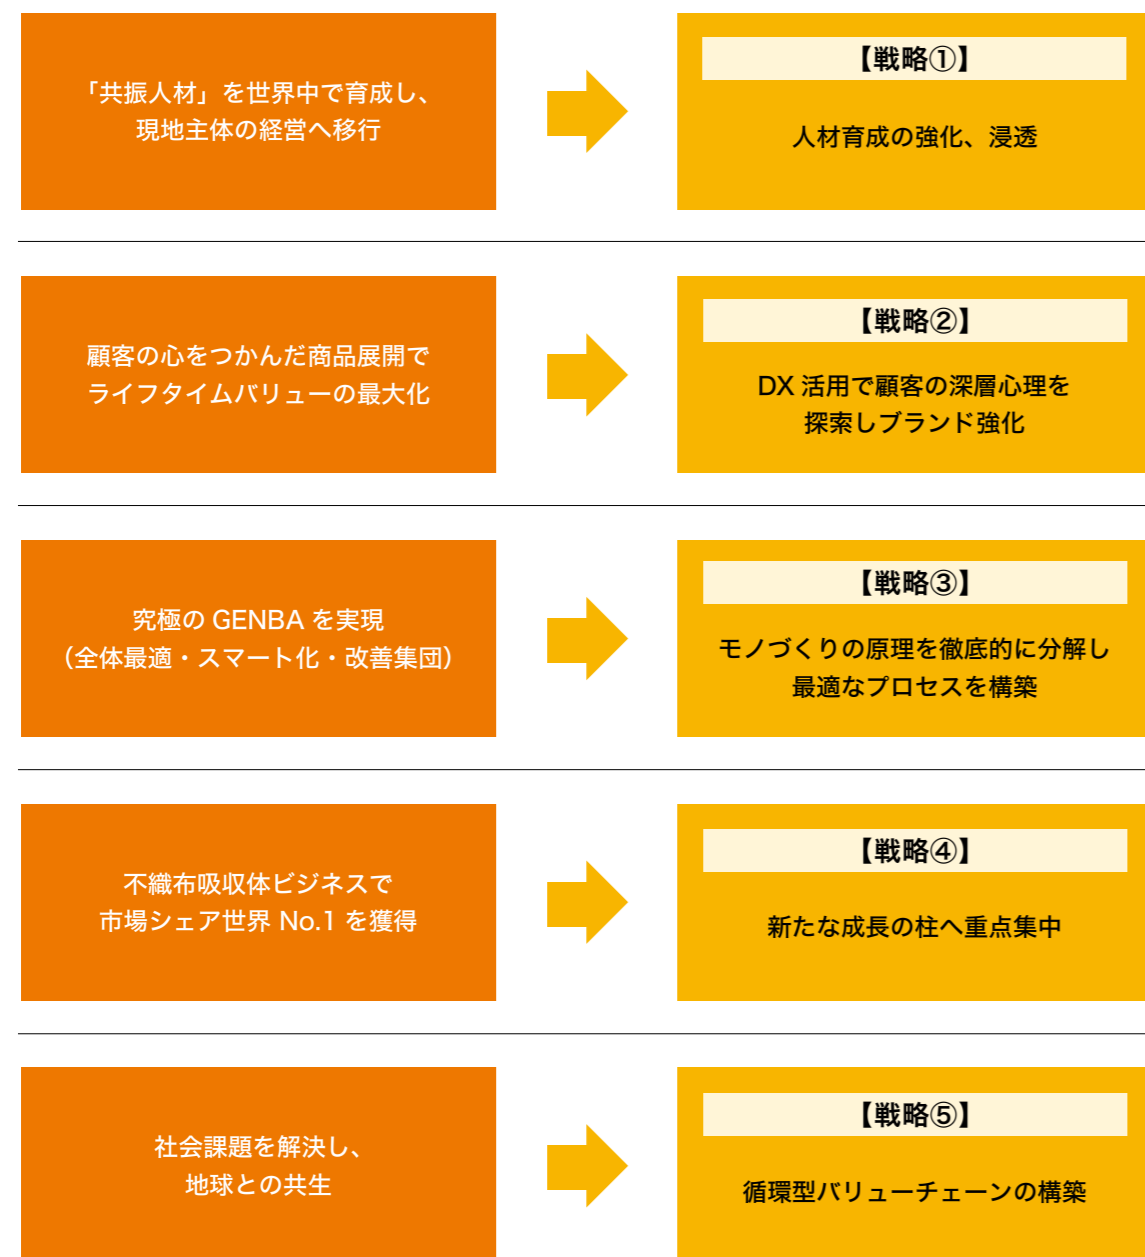 「共振人材」を世界中で育成し、
現地主体の経営へ移行
【戦略①】
人材育成の強化、浸透
顧客の心をつかんだ商品展開で
ライフタイムバリューの最大化
【戦略②】
DX 活用で顧客の深層心理を
探索しブランド強化
究極の GENBA を実現
（全体最適・スマート化・改善集団）
【戦略③】
モノづくりの原理を徹底的に分解し
最適なプロセスを構築
不織布吸収体ビジネスで
市場シェア世界 No.1 を獲得
【戦略④】
新たな成長の柱へ重点集中
社会課題を解決し、
地球との共生
【戦略⑤】
循環型バリューチェーンの構築